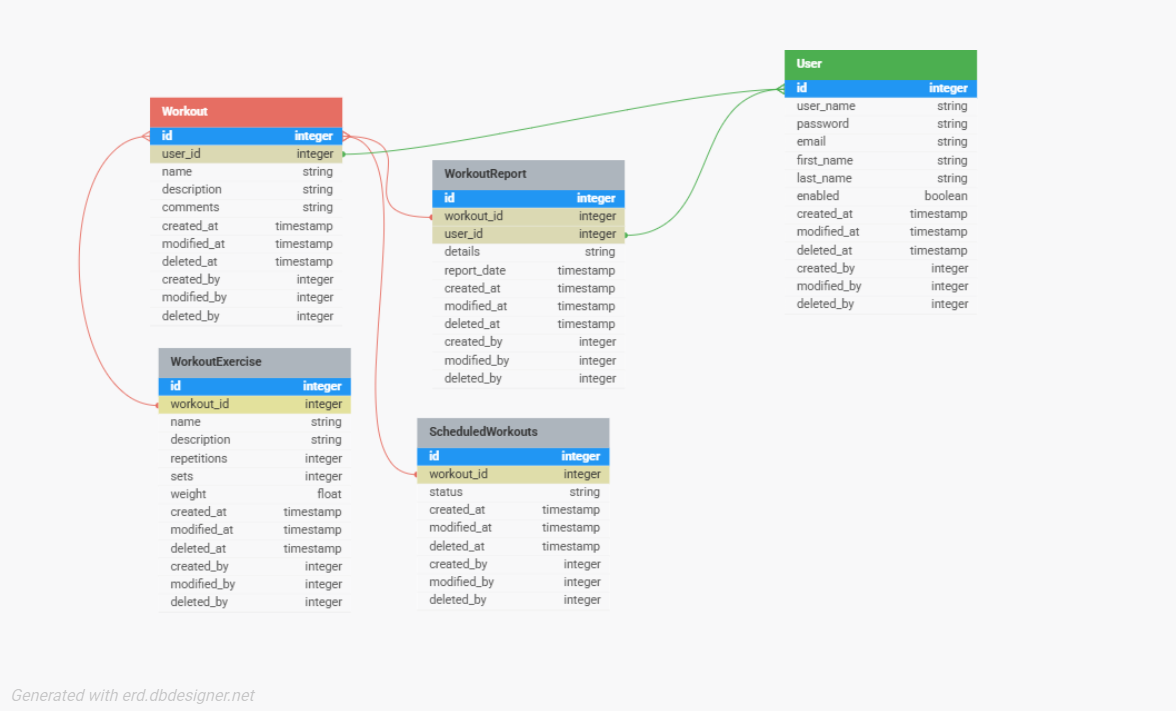 Workout
id integer
user_id integer
name string
description string
comments string
created_at timestamp
modified_at timestamp
deleted_at timestamp
created_by integer
modified_by integer
deleted_by integer
WorkoutExercise
id integer
workout_id integer
name string
description string
repetitions integer
sets integer
weight float
created_at timestamp
modified_at timestamp
deleted_at timestamp
created_by integer
modified_by integer
deleted_by integer
WorkoutReport
id integer
workout_id integer
user_id integer
details string
report_date timestamp
created_at timestamp
modified_at timestamp
deleted_at timestamp
created_by integer
modified_by integer
deleted_by integer
ScheduledWorkouts
id integer
workout_id integer
status string
created_at timestamp
modified_at timestamp
deleted_at timestamp
created_by integer
modified_by integer
deleted_by integer
User
id integer
user_name string
password string
email string
first_name string
last_name string
enabled boolean
created_at timestamp
modified_at timestamp
deleted_at timestamp
created_by integer
modified_by integer
deleted_by integer
Generated with erd.dbdesigner.net